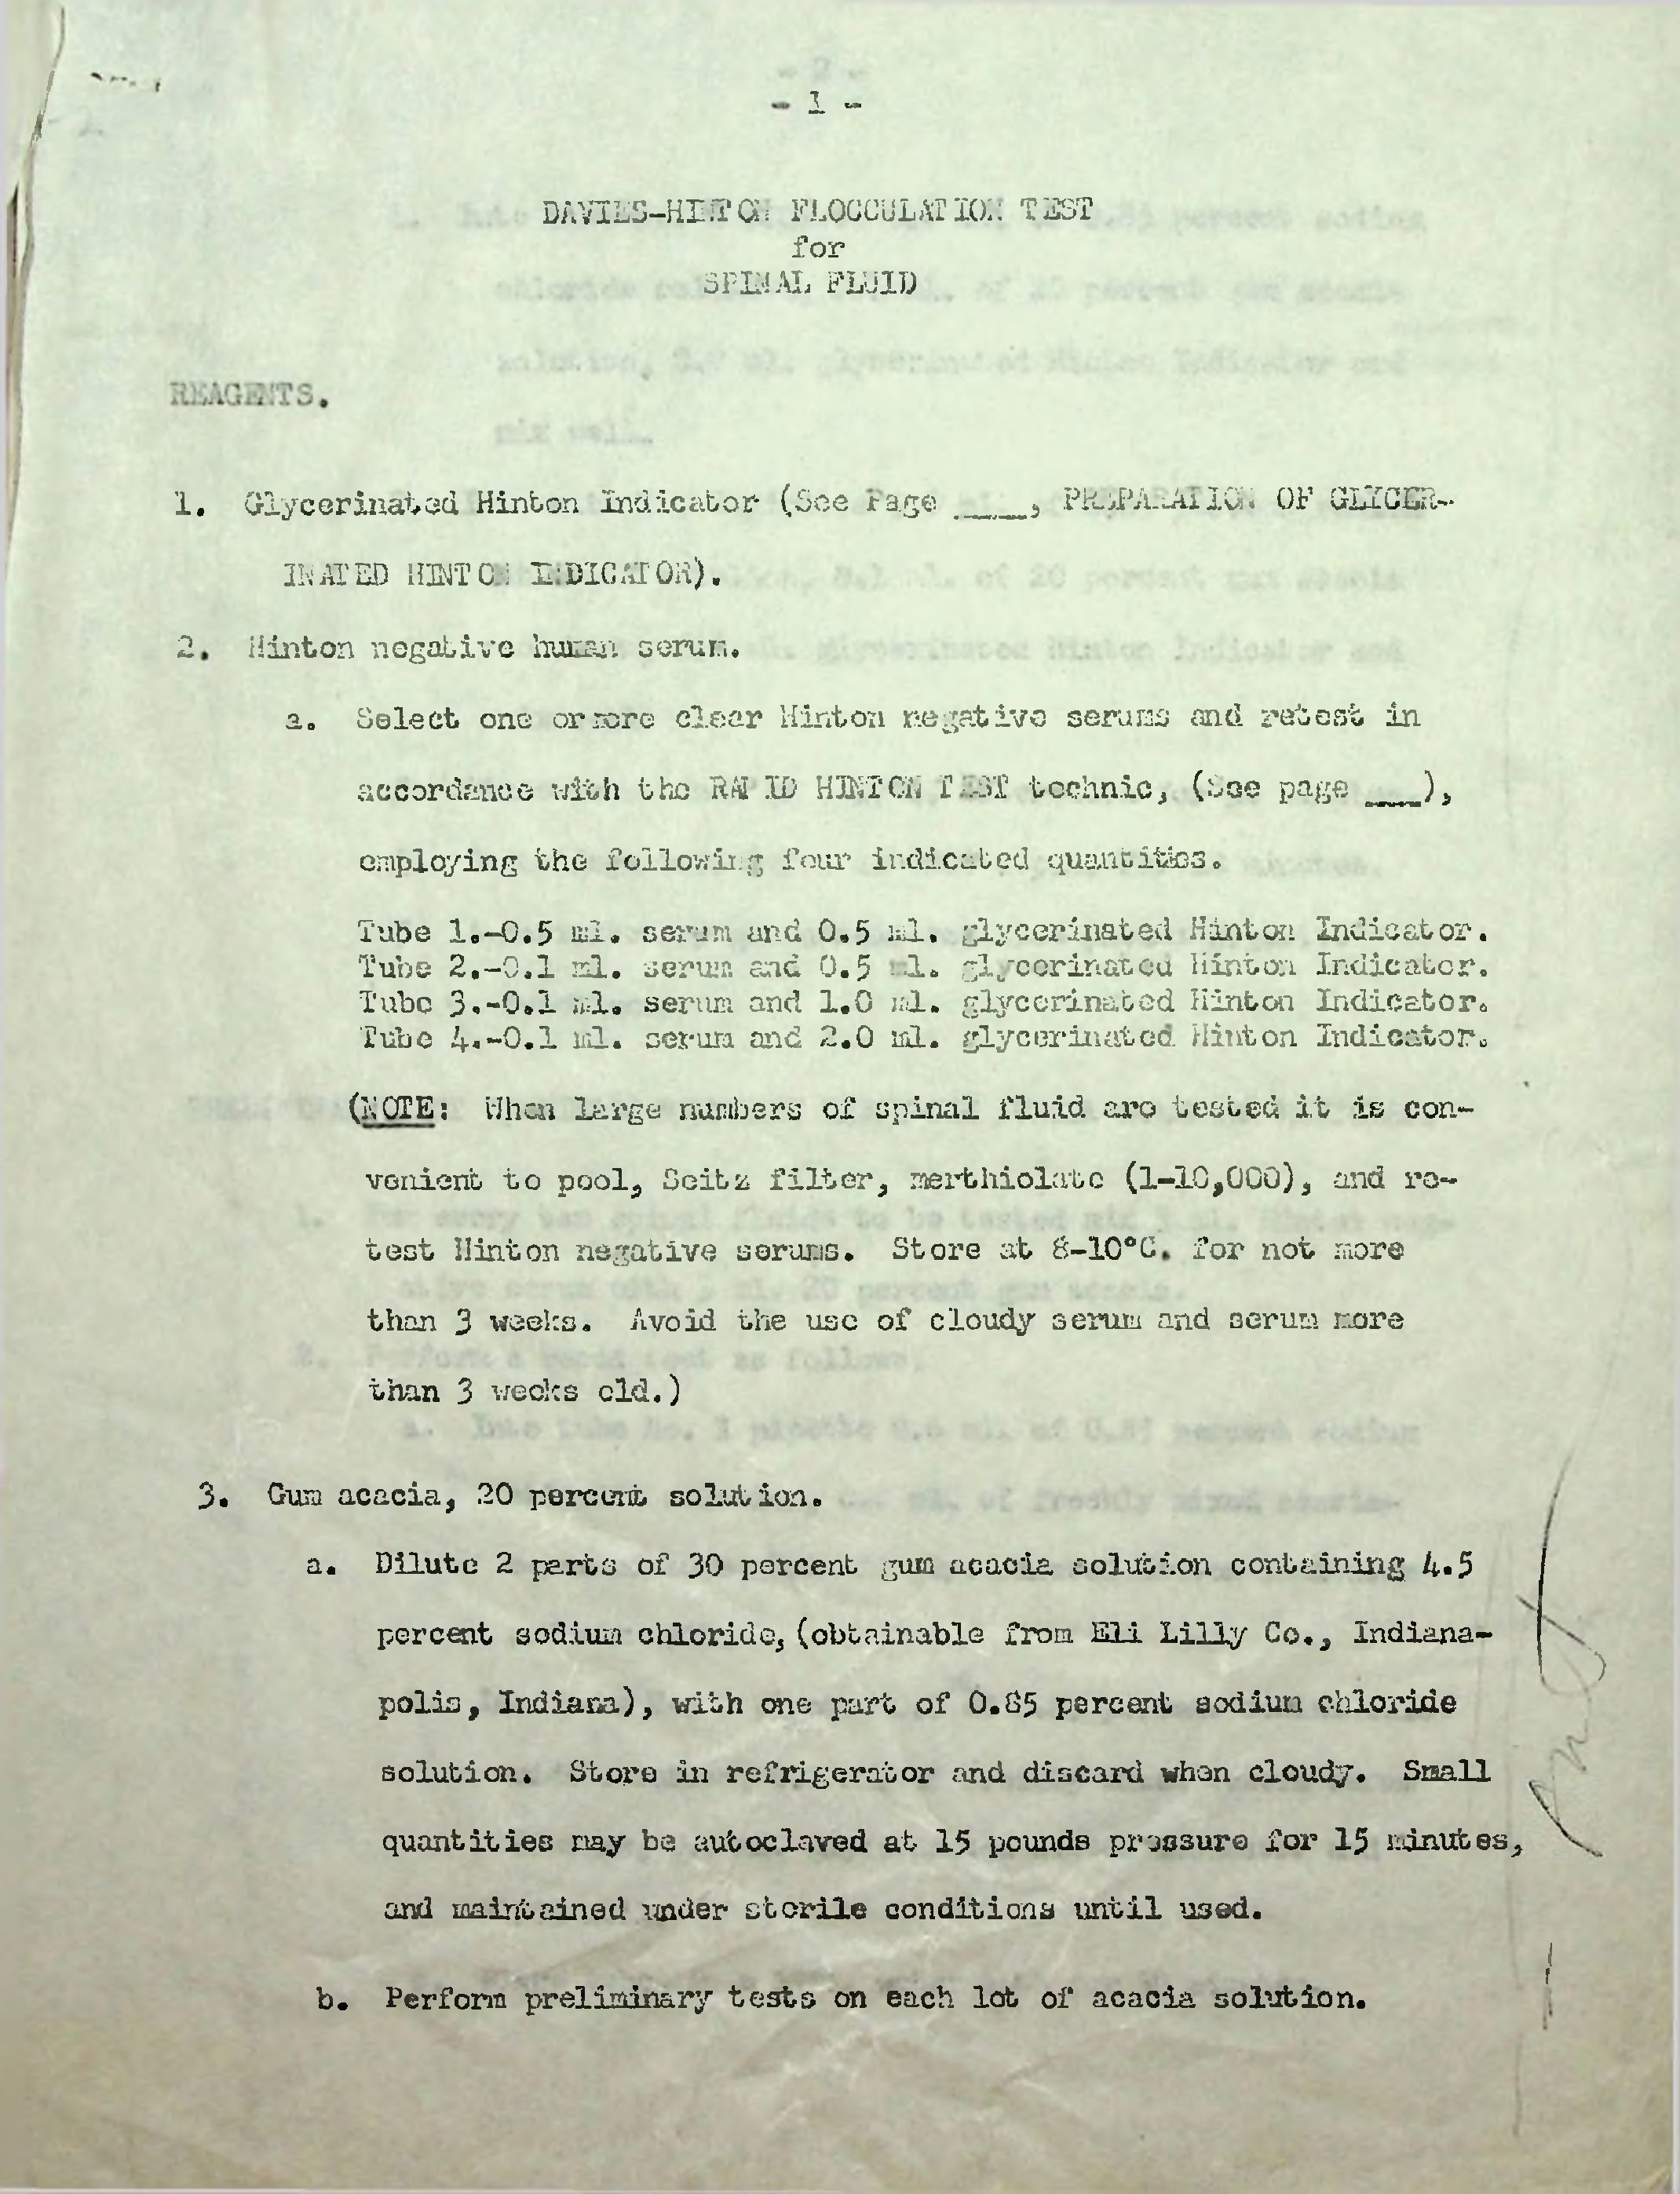 - 1 -
DAVIES-HINTON FLOCCULATION TEST
for
SPINAL FLUID
REAGENTS.
1. Glycerinated Hinton Indicator (See Page ____, PREPARATION OF GLYCER-
INATED HINTON INDICATOR).
2. Hinton negative human serum.
a. Select one or more clear Hinton negative serums and retest in
accordance with the RAPID HINTON TEST technic, (See page ___),
employing the following four indicated quantities.
Tube 1.-0.5 ml. serum and 0.5 ml. glycerinated Hinton Indicator.
Tube 2.-0.1 ml. serum and 0.5 ml. glycerinated Hinton Indicator.
Tube 3.-0.1 ml. serum and 1.0 ml. glycerinated Hinton Indicator.
Tube 4.-0.1 ml. serum and 2.0 ml. glycerinated Hinton Indicator.
(NOTE: When large numbers of spinal fluid are tested it is con-
venient to pool, Seitz filter, merthiolate (1-10,000), and re-
test Hinton negative serums. Store at 8-10°C. for not more
than 3 weeks. Avoid the use of cloudy serum and serum more
than 3 weeks old.)
3. Gum acacia, 20 percent solution.
a. Dilute 2 parts of 30 percent gum acacia solution containing 4.5
percent sodium chloride, (obtainable from Eli Lilly Co., Indiana-
polis, Indiana), with one part of 0.85 percent sodium chloride
solution. Store in refrigerator and discard when cloudy. Small
quantities may be autoclaved at 15 pounds pressure for 15 minutes,
and maintained under sterile conditions until used.
b. Perform preliminary tests on each lot of acacia solution.